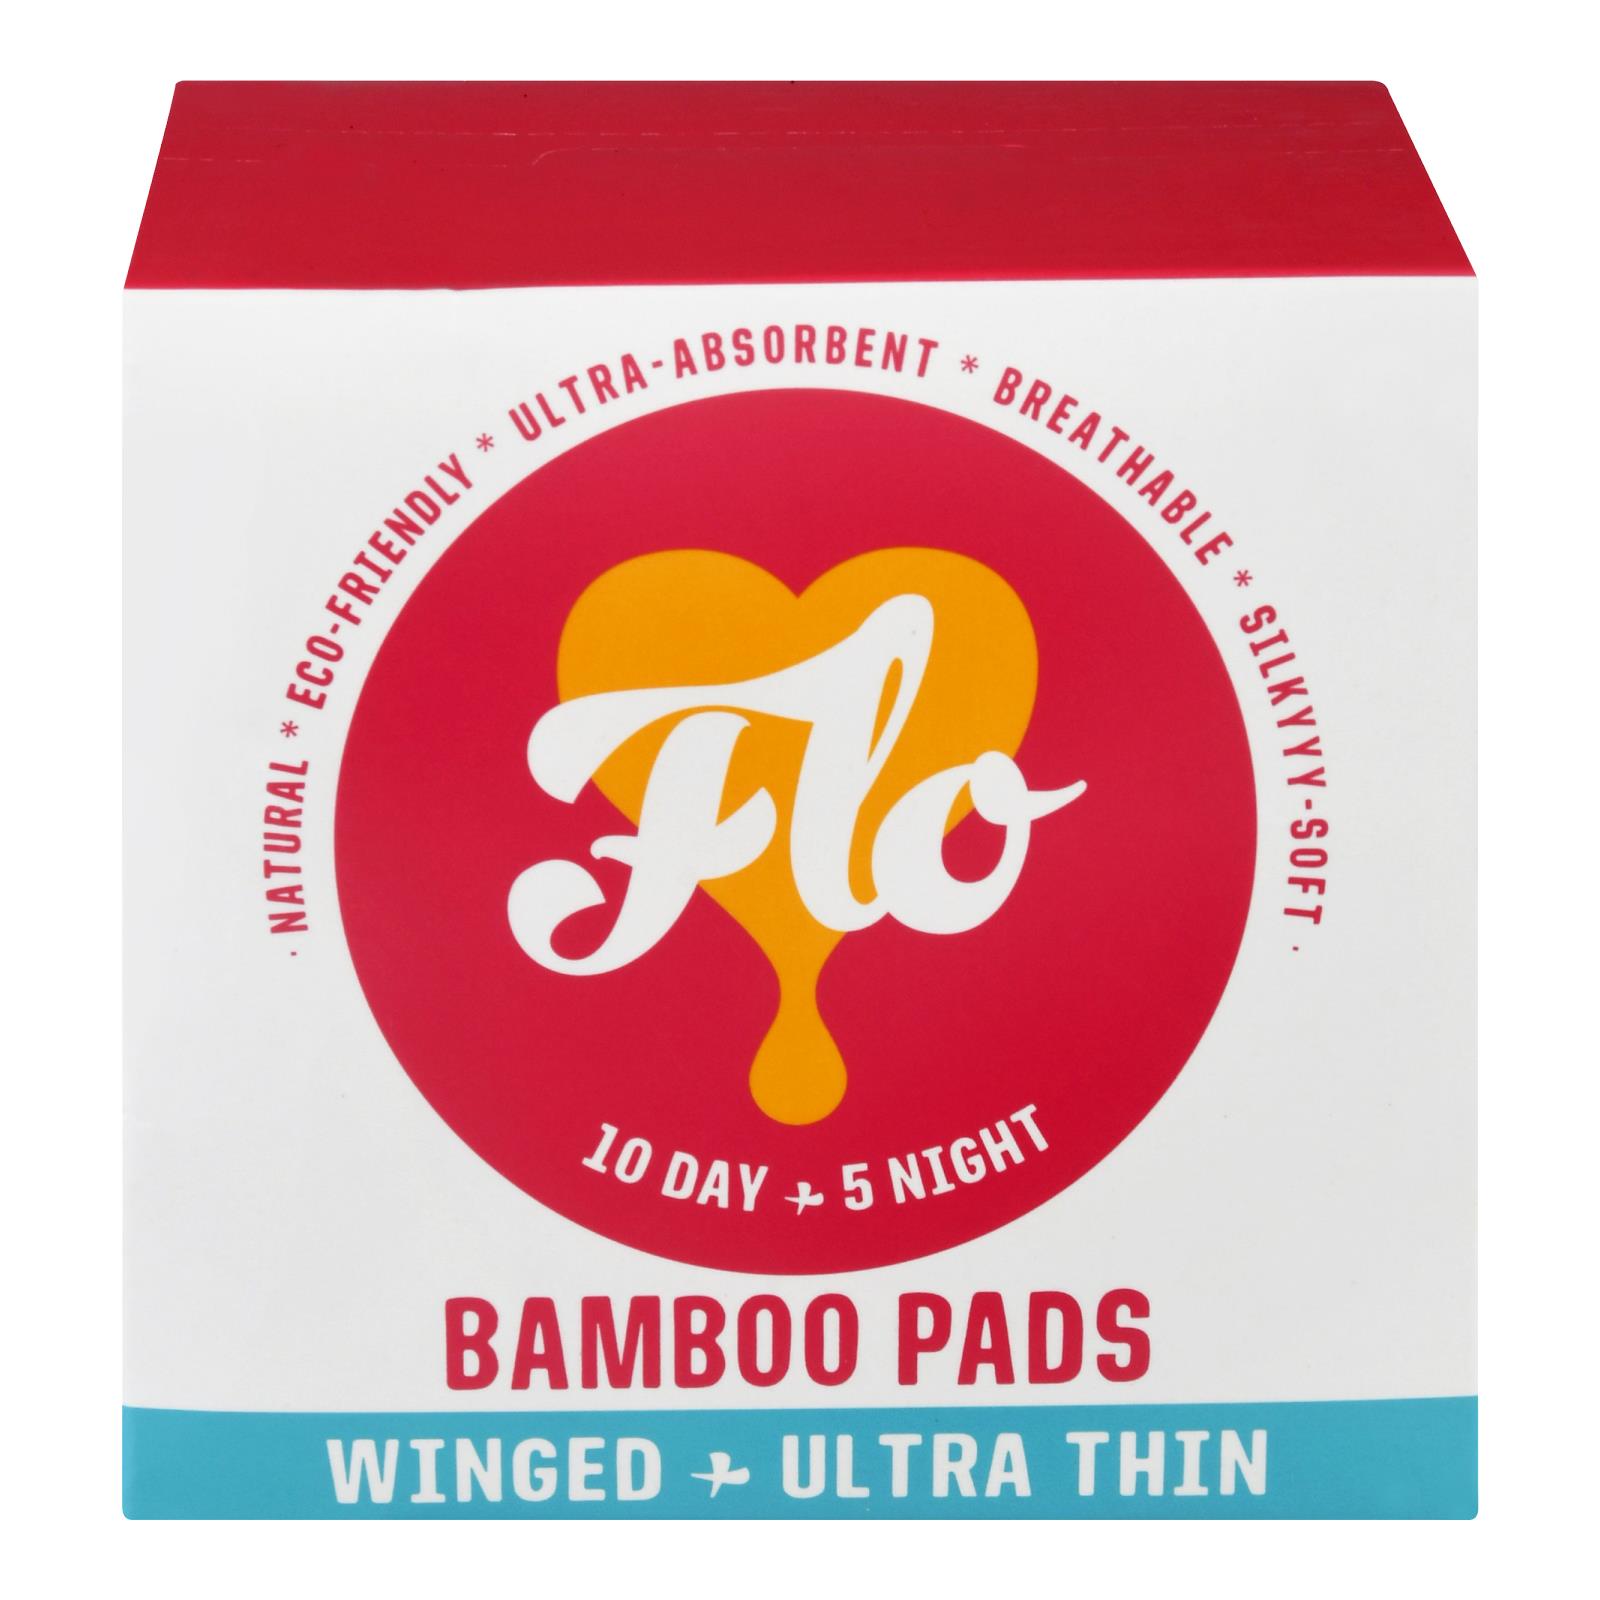 · NATURAL * ECO-FRIENDLY * ULTRA-ABSORBENT * BREATHABLE * SILKYYY-SOFT ·
Flo
10 DAY + 5 NIGHT
BAMBOO PADS
WINGED + ULTRA THIN